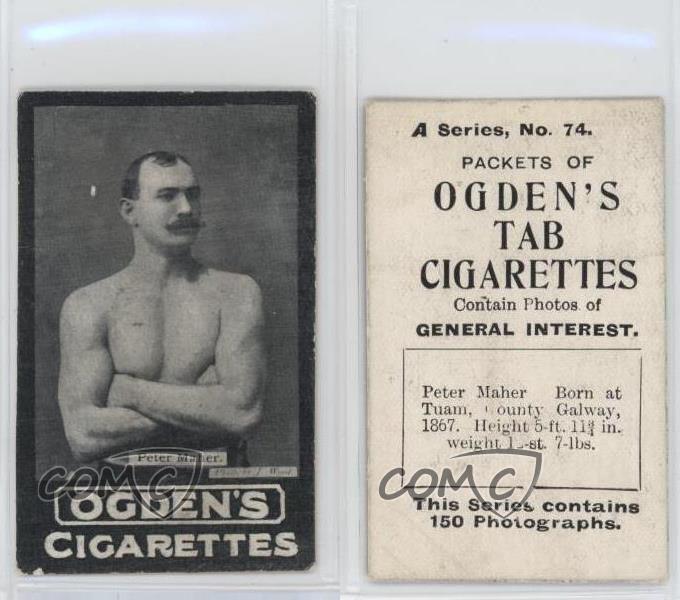 Peter Maher.
OGDEN'S
CIGARETTES
A Series, No. 74.
PACKETS OF
OGDEN'S
TAB
CIGARETTES
Contain Photos of
GENERAL INTEREST.
Peter Maher Born at
Tuam, County Galway,
1867. Height 5-ft. 11¾ in.
weight -st. 7-lbs.
This Series contains
150 Photographs.
COMC
COMC